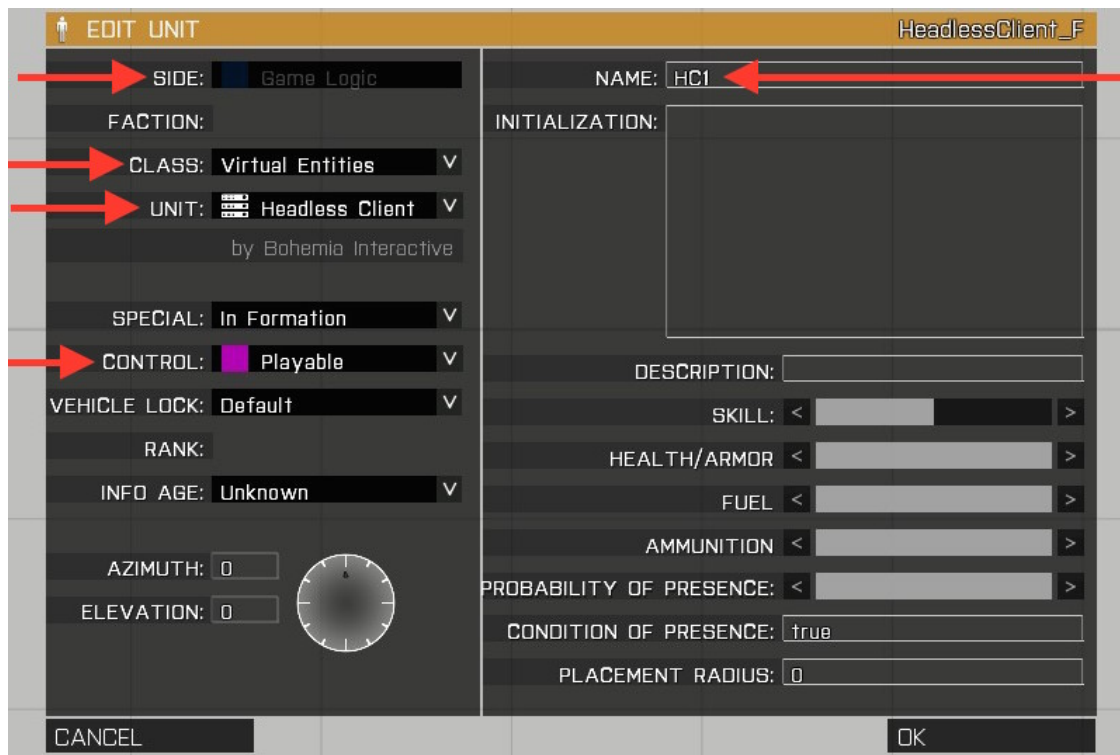 EDIT UNIT
HeadlessClient_F
SIDE: Game Logic
FACTION:
CLASS: Virtual Entities
UNIT: Headless Client
by Bohemia Interactive
SPECIAL: In Formation
CONTROL: Playable
VEHICLE LOCK: Default
RANK:
INFO AGE: Unknown
AZIMUTH: 0
ELEVATION: 0
NAME: HC1
INITIALIZATION:
DESCRIPTION:
SKILL: < >
HEALTH/ARMOR < >
FUEL < >
AMMUNITION < >
PROBABILITY OF PRESENCE: < >
CONDITION OF PRESENCE: true
PLACEMENT RADIUS: 0
CANCEL
OK